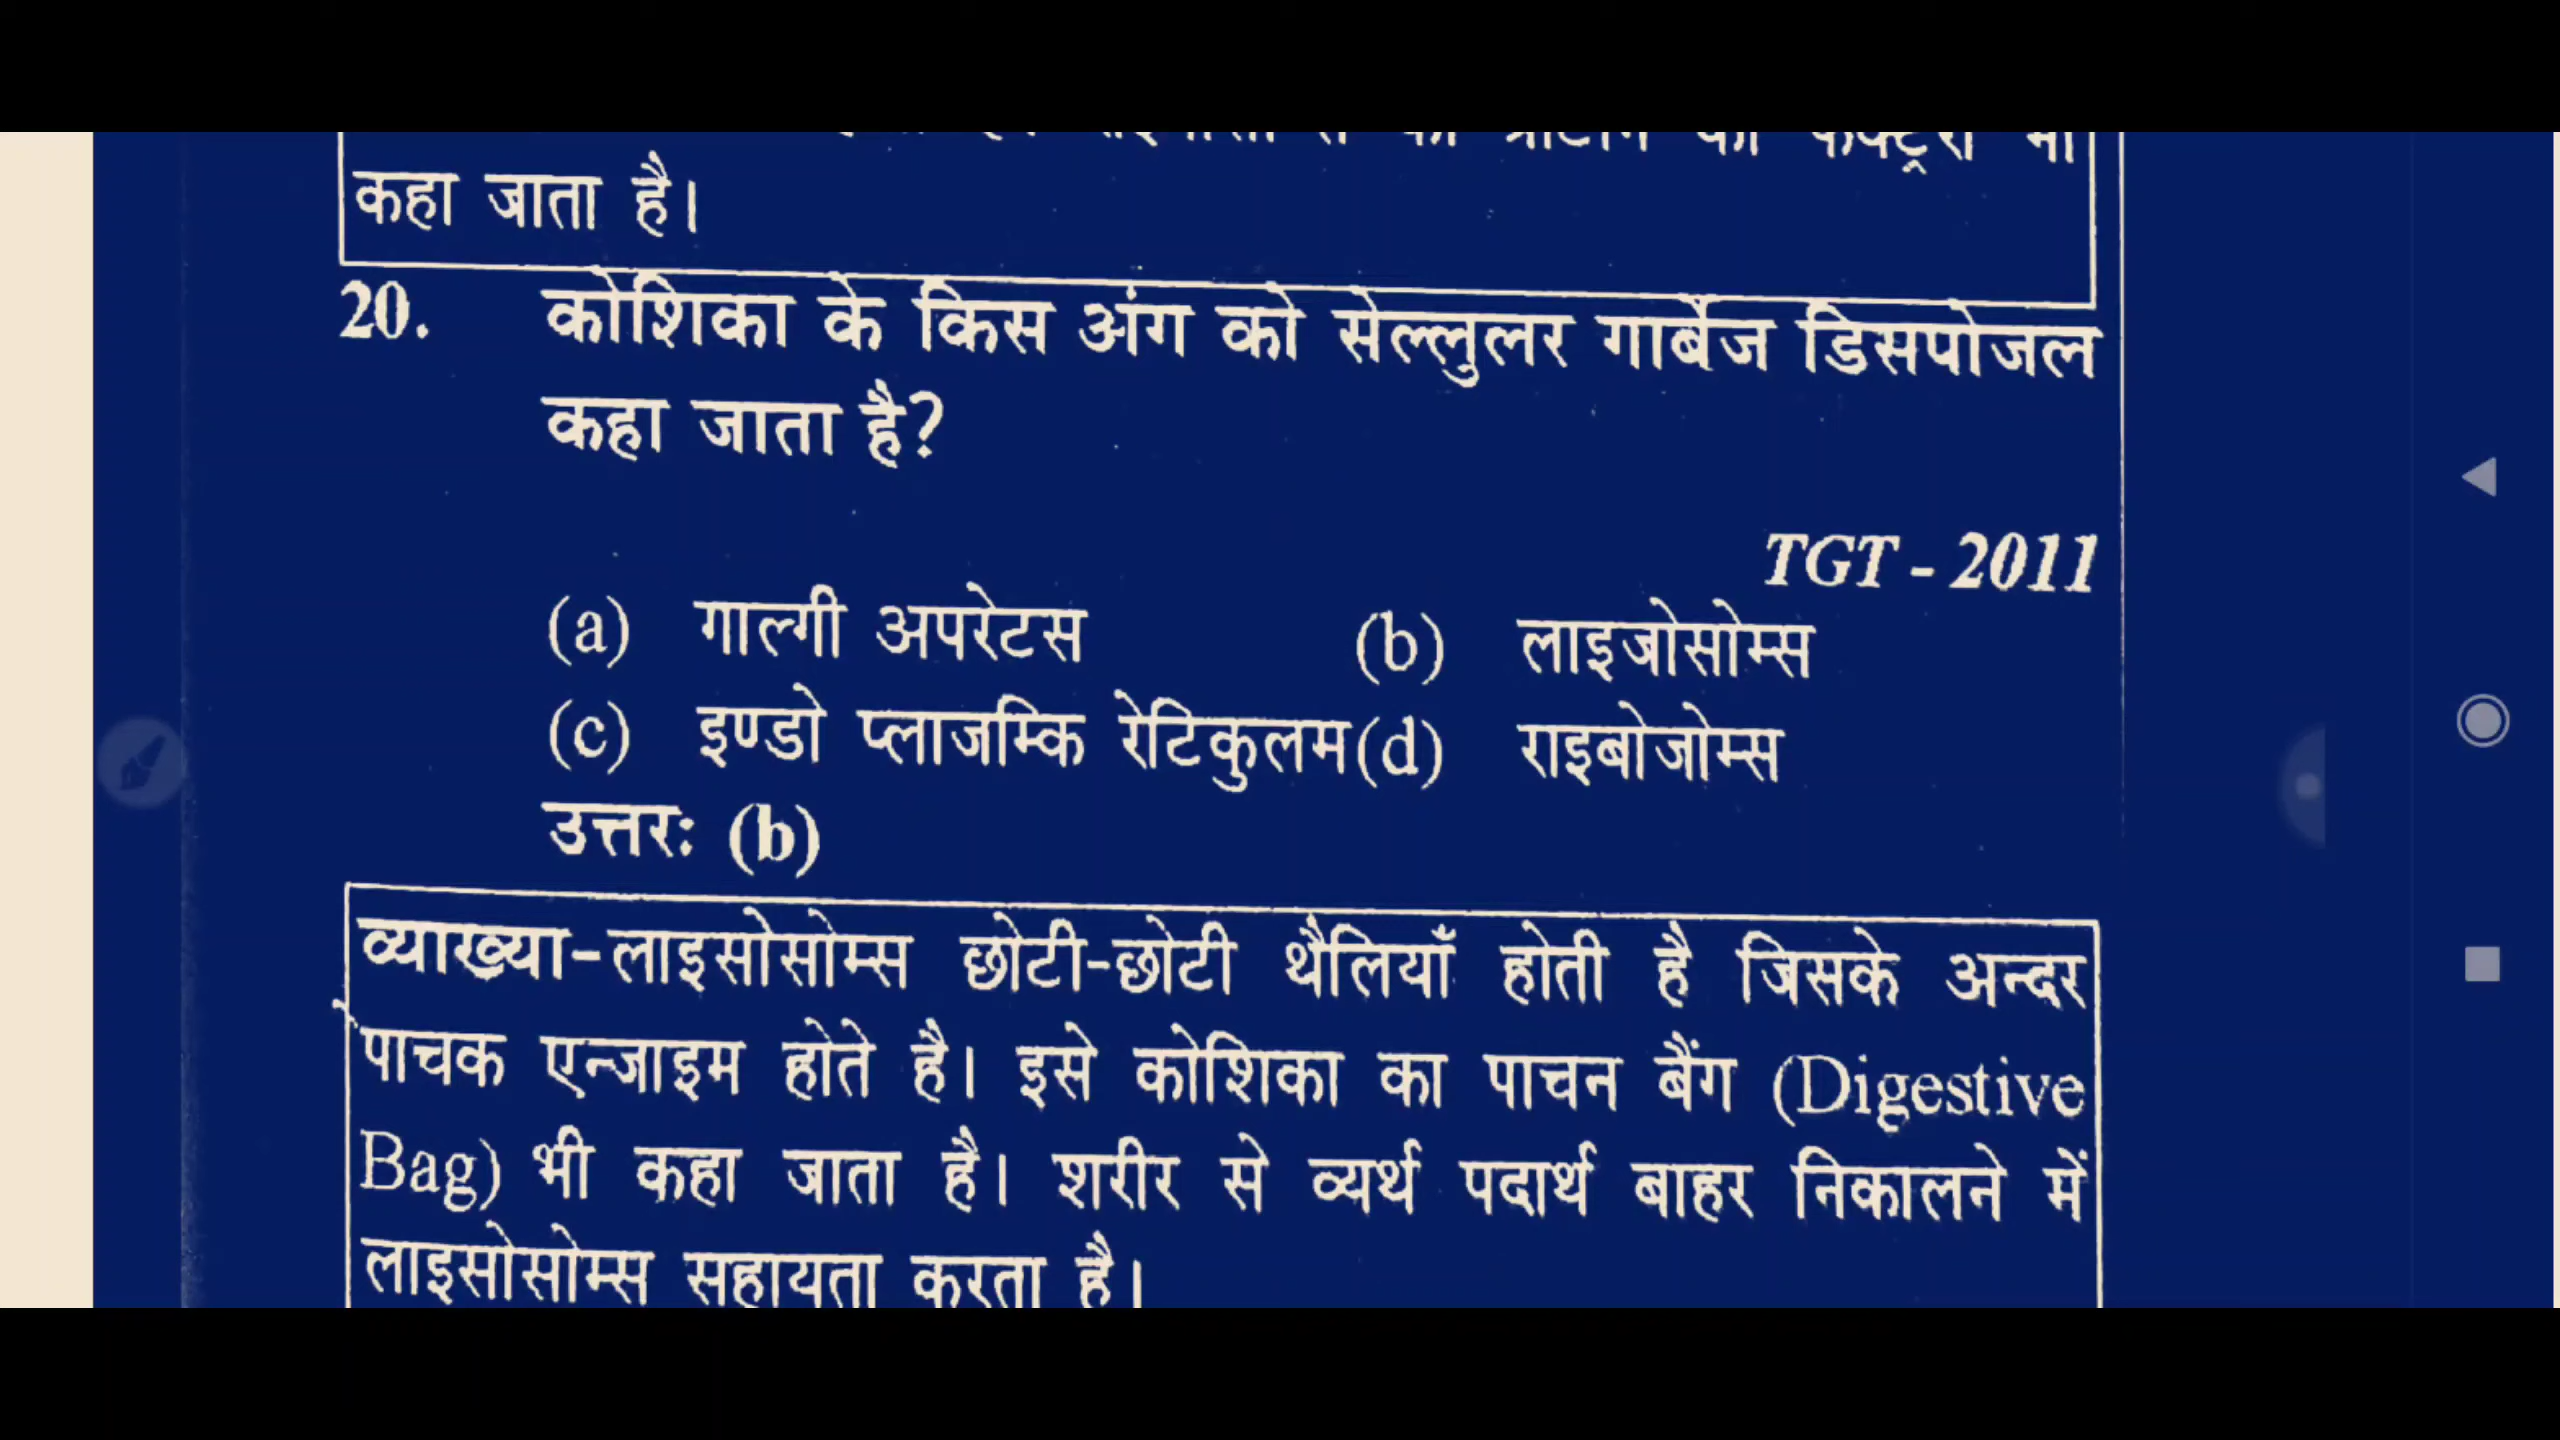 कहा जाता है।
20. कोशिका के किस अंग को सेल्लुलर गार्बेज डिसपोजल
कहा जाता है?
TGT - 2011
(a) गाल्गी अपरेटस (b) लाइजोसोम्स
(c) इण्डो प्लाजम्कि रेटिकुलम (d) राइबोजोम्स
उत्तरः (b)
व्याख्या-लाइसोसोम्स छोटी-छोटी थैलियाँ होती है जिसके अन्दर
पाचक एन्जाइम होते है। इसे कोशिका का पाचन बैंग (Digestive
Bag) भी कहा जाता है। शरीर से व्यर्थ पदार्थ बाहर निकालने में
लाइसोसोम्स सहायता करता है।